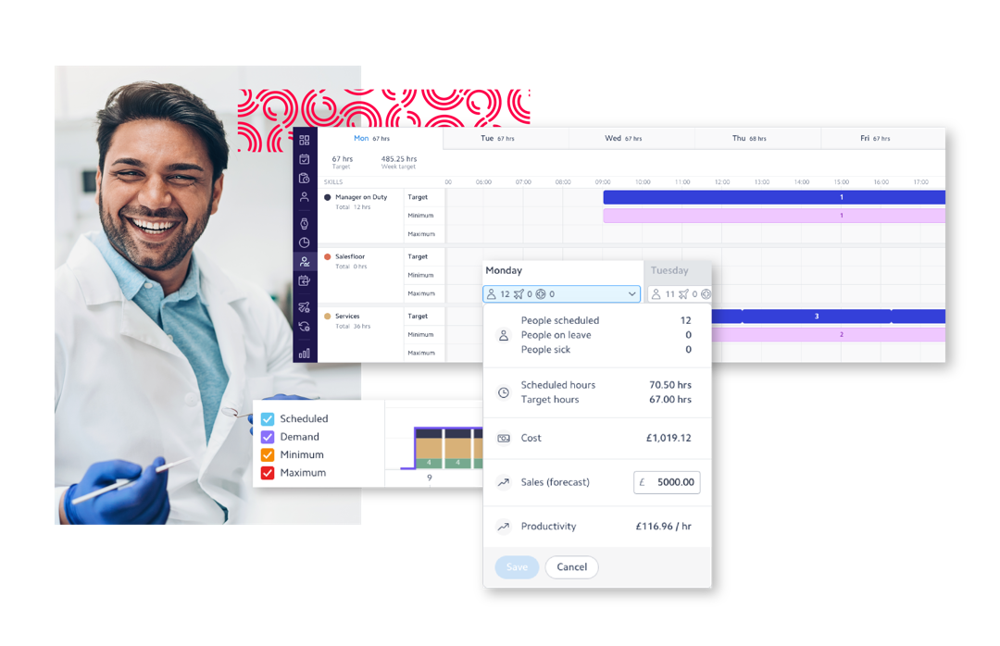 Mon 67 hrs Tue 67 hrs Wed 67 hrs Thu 68 hrs Fri 67 hrs
67 hrs 485.25 hrs
Target Week target
SKILLS: 00 06:00 07:00 08:00 09:00 10:00 11:00 12:00 13:00 14:00 15:00 16:00 17:00
Manager on Duty Target 1
Total 12 hrs
Minimum 1
Maximum
Salesfloor Target
Total 0 hrs
Minimum
Maximum
Services Target 3
Total 36 hrs
Minimum 2
Maximum
Monday Tuesday
12 0 0 11 0
People scheduled 12
People on leave 0
People sick 0
Scheduled hours 70.50 hrs
Target hours 67.00 hrs
Cost £1,019.12
Sales (forecast) £ 5000.00
Productivity £116.96 / hr
Save Cancel
Scheduled
Demand
Minimum
Maximum
4 4
9